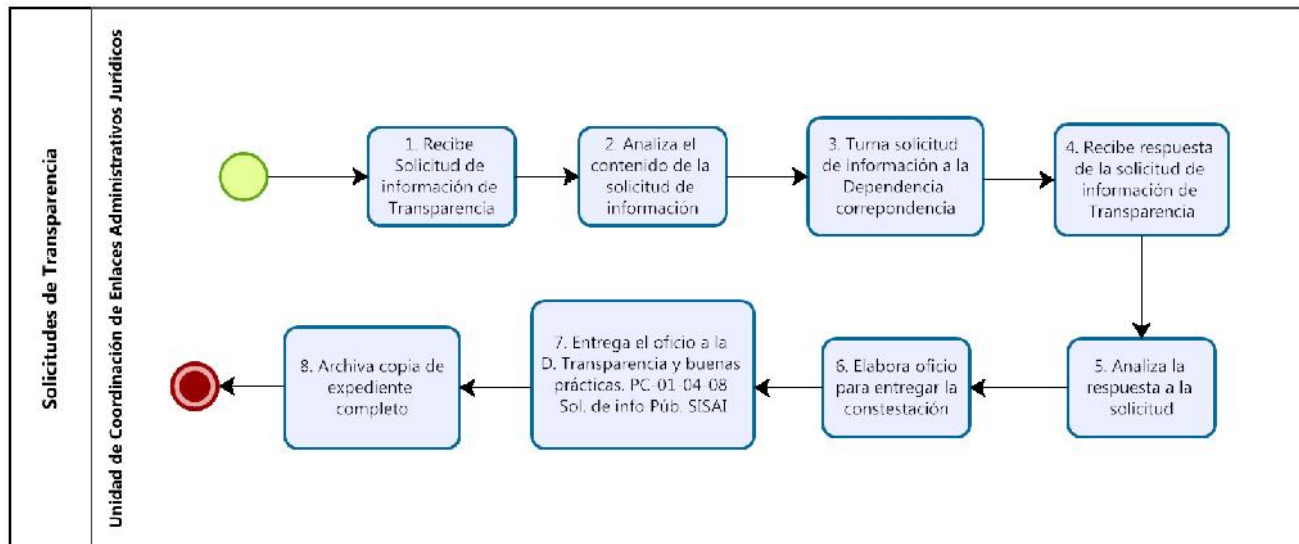 Solicitudes de Transparencia
Unidad de Coordinación de Enlaces Administrativos Jurídicos
1. Recibe
Solicitud de
información de
Transparencia
2. Analiza el
contenido de la
solicitud de
información
3. Turna solicitud
de información a la
Dependencia
correpondencia
4. Recibe respuesta
de la solicitud de
información de
Transparencia
5. Analiza la
respuesta a la
solicitud
6. Elabora oficio
para entregar la
constestación
7. Entrega el oficio a la
D. Transparencia y buenas
prácticas. PC-01-04-08
Sol. de info Púb. SISAI
8. Archiva copia de
expediente
completo